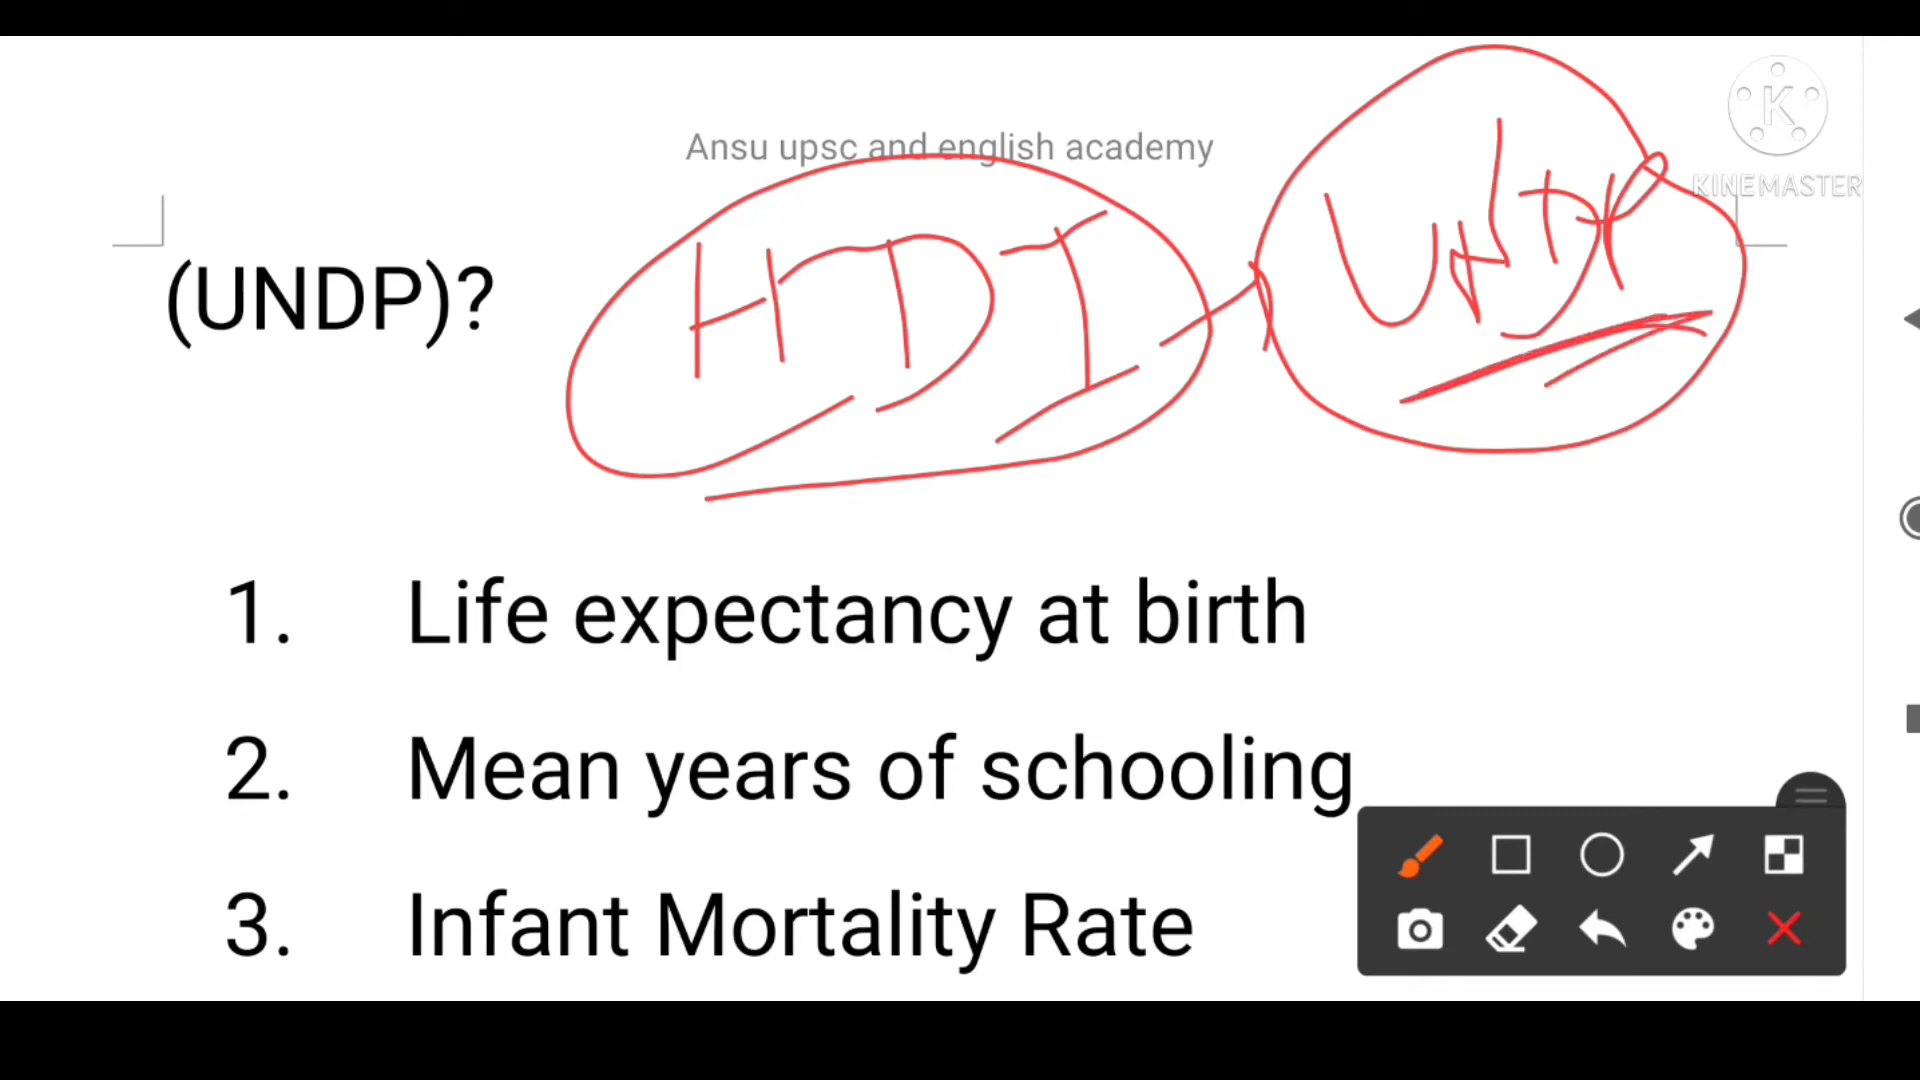 Ansu upsc and english academy
K
KINEMASTER
(UNDP)?
HDI - UNDP
1. Life expectancy at birth
2. Mean years of schooling
3. Infant Mortality Rate